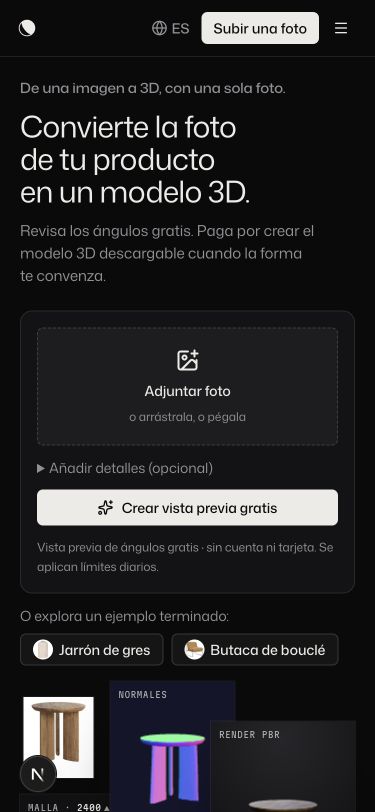 ES
Subir una foto
De una imagen a 3D, con una sola foto.
Convierte la foto
de tu producto
en un modelo 3D.
Revisa los ángulos gratis. Paga por crear el
modelo 3D descargable cuando la forma
te convenza.
Adjuntar foto
o arrástrala, o pégala
Añadir detalles (opcional)
Crear vista previa gratis
Vista previa de ángulos gratis · sin cuenta ni tarjeta. Se
aplican límites diarios.
O explora un ejemplo terminado:
Jarrón de gres
Butaca de bouclé
NORMALES
RENDER PBR
N
MALLA · 2400▲